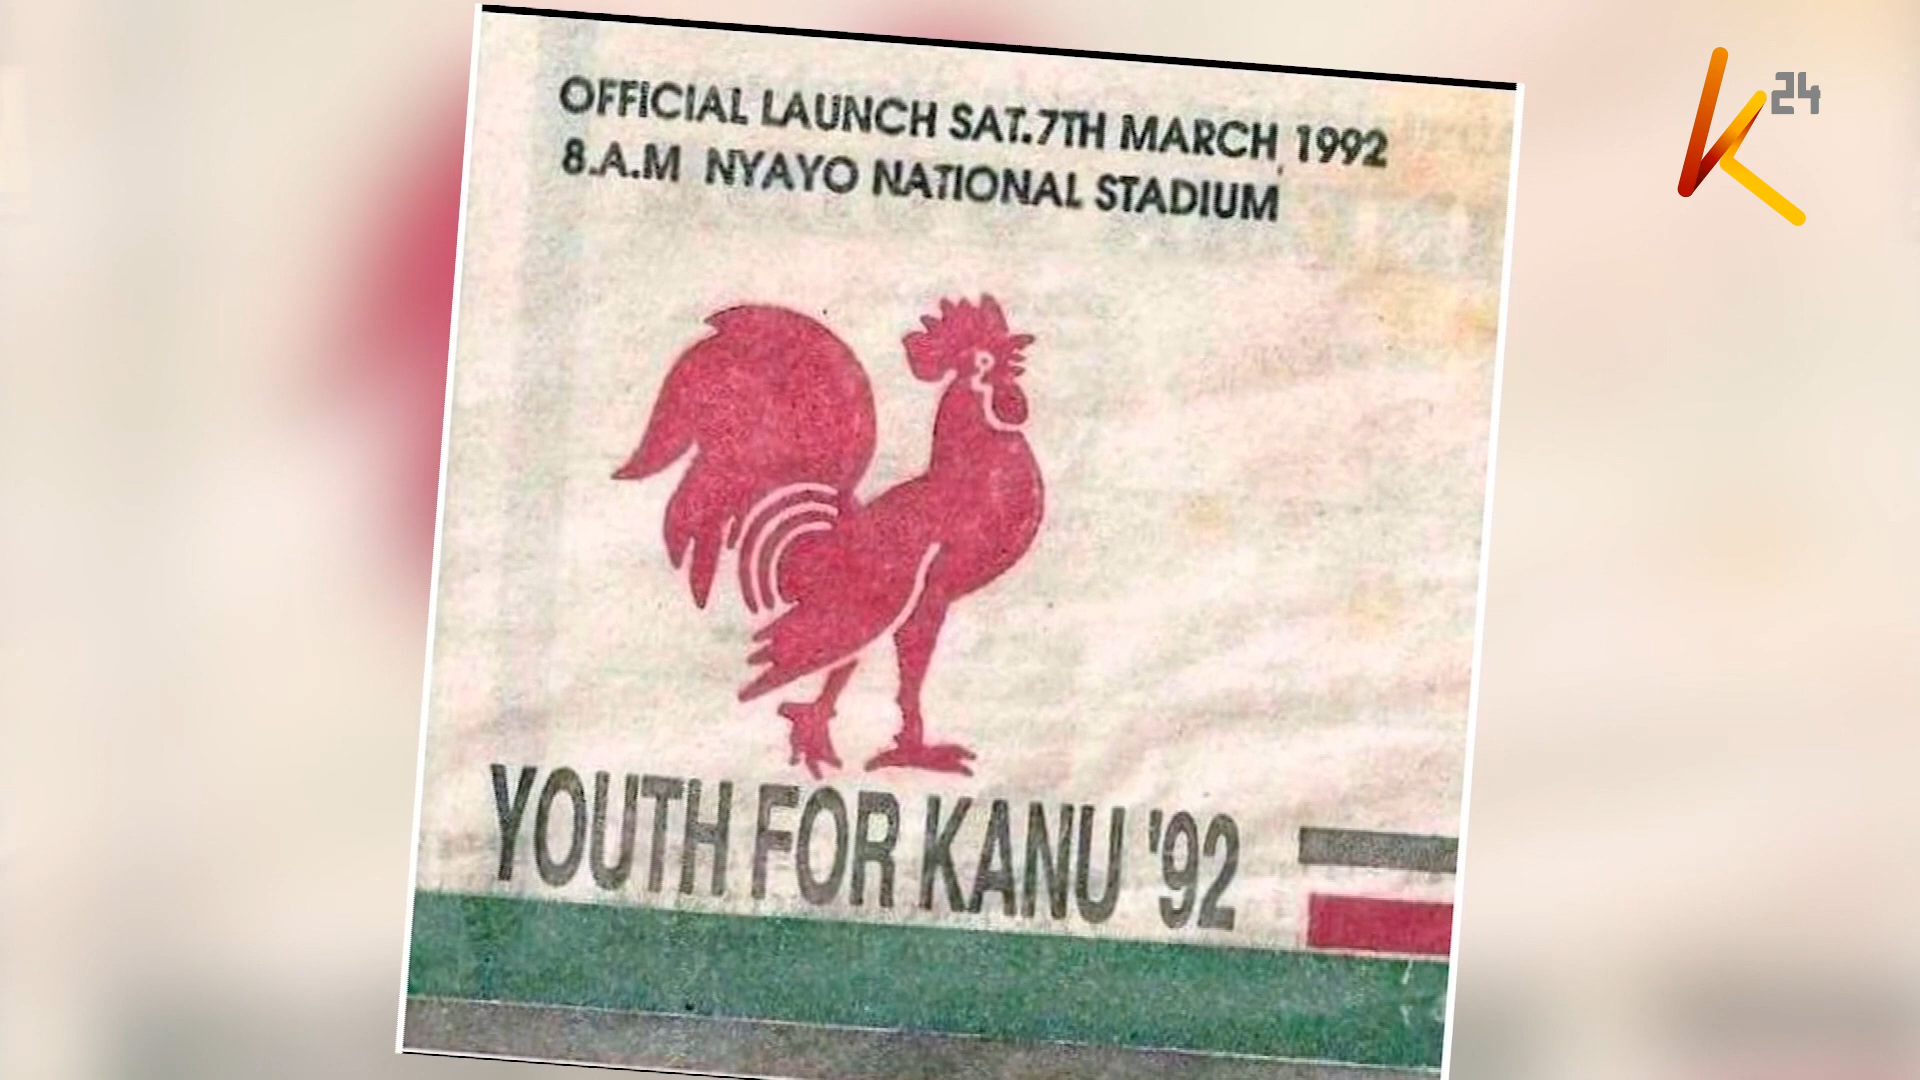 OFFICIAL LAUNCH SAT.7TH MARCH, 1992
8.A.M NYAYO NATIONAL STADIUM
YOUTH FOR KANU '92
K24